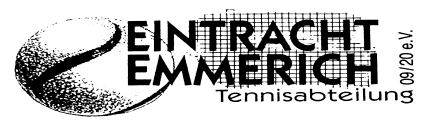 EINTRACHT
EMMERICH
Tennisabteilung
09/20 e.V.